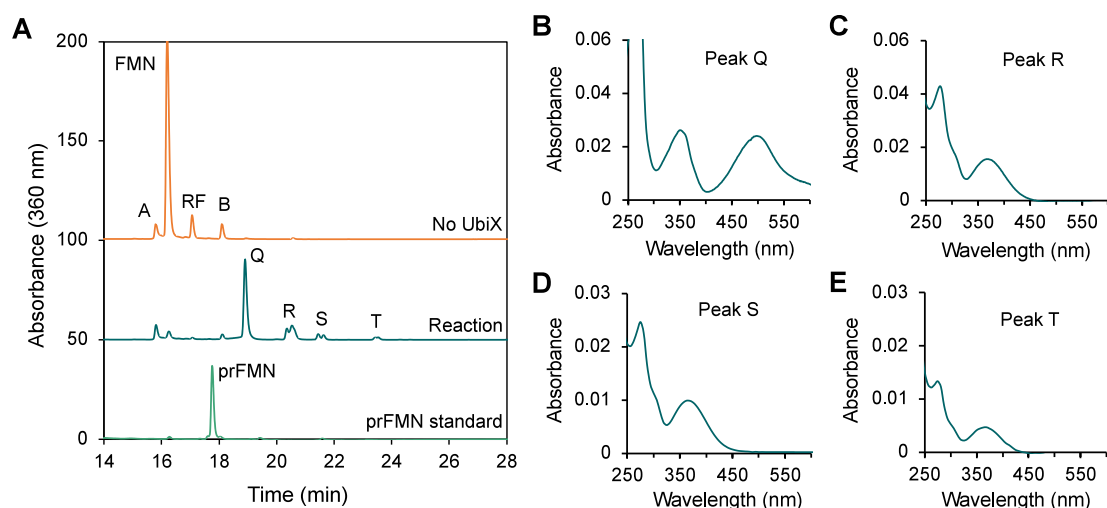 A
Absorbance (360 nm)
200
150
100
50
0
FMN
A
RF
B
No UbiX
Q
R
S
T
Reaction
prFMN
prFMN standard
14 16 18 20 22 24 26 28
Time (min)
B
Peak Q
Absorbance
0.06
0.04
0.02
0
250 350 450 550
Wavelength (nm)
C
Peak R
Absorbance
0.06
0.04
0.02
0
250 350 450 550
Wavelength (nm)
D
Peak S
Absorbance
0.03
0.02
0.01
0
250 350 450 550
Wavelength (nm)
E
Peak T
Absorbance
0.03
0.02
0.01
0
250 350 450 550
Wavelength (nm)